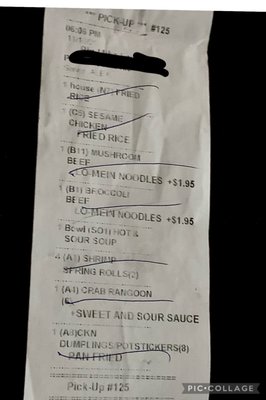 *** PICK-UP *** #125
06:06 PM
1 house (N7) FRIED
RICE
1 (C5) SESAME
CHICKEN
FRIED RICE
1 (B11) MUSHROOM
BEEF
LO-MEIN NOODLES +$1.95
1 (B1) BROCCOLI
BEEF
LO-MEIN NOODLES +$1.95
1 Bowl (SO1) HOT &
SOUR SOUP
(A1) SHRIMP
SPRING ROLLS(2)
1 (A4) CRAB RANGOON
+SWEET AND SOUR SAUCE
1 (A8)CKN
DUMPLINGS/POTSTICKERS(8)
PAN FRIED
Pick-Up #125
PIC•COLLAGE